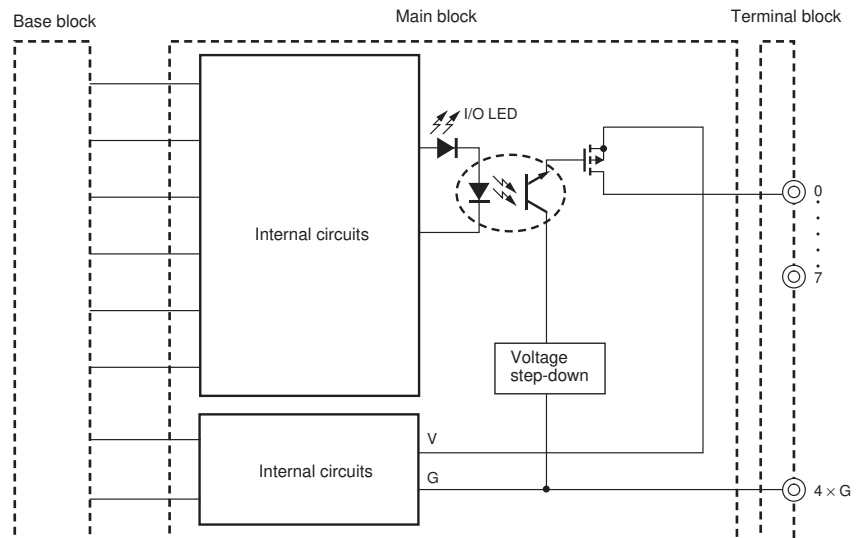 Base block
Main block
Terminal block
I/O LED
Internal circuits
0
7
Voltage
step-down
Internal circuits
V
G
4 × G